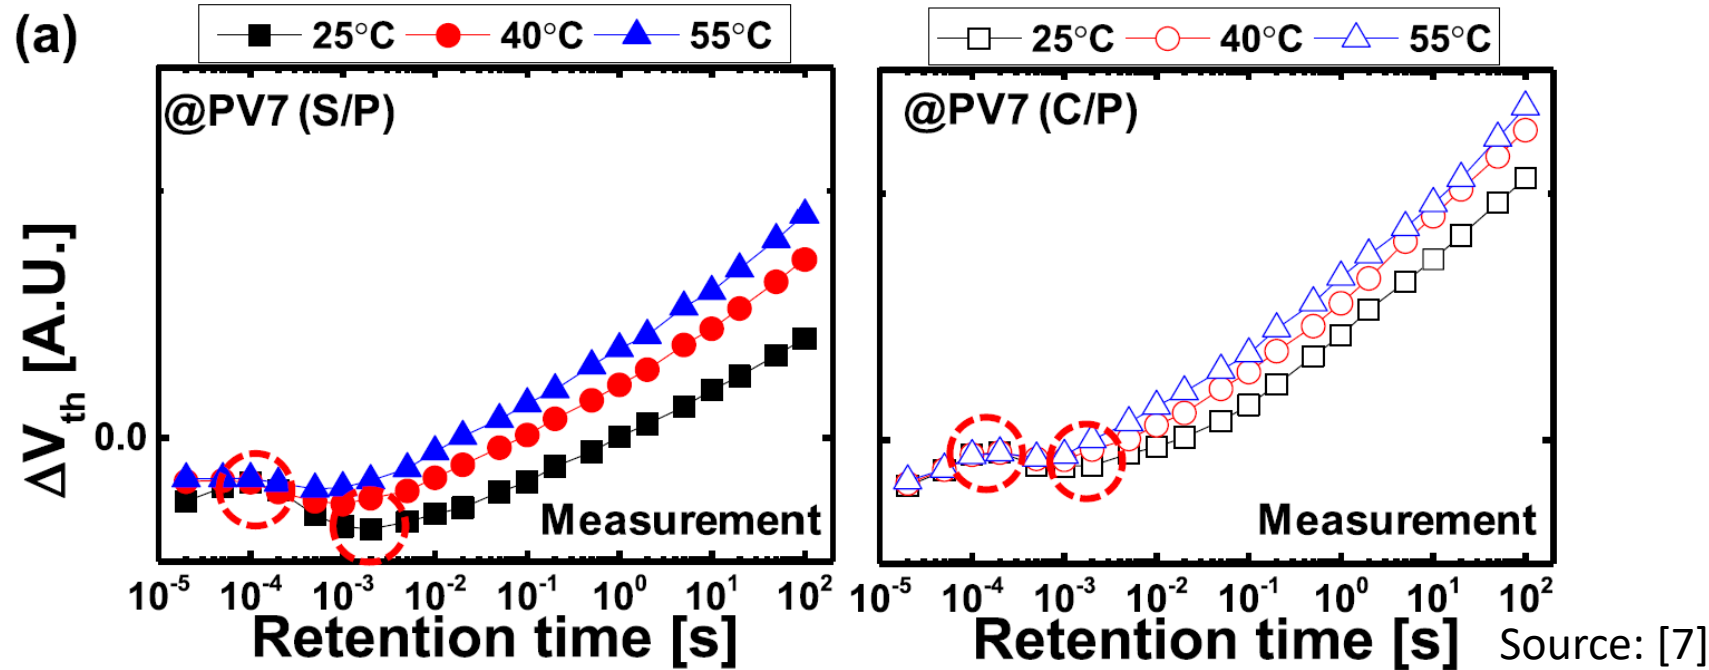 (a)
25°C 40°C 55°C
25°C 40°C 55°C
@PV7 (S/P)
@PV7 (C/P)
ΔVth [A.U.]
0.0
Measurement
Measurement
10-5 10-4 10-3 10-2 10-1 100 101 102
10-5 10-4 10-3 10-2 10-1 100 101 102
Retention time [s]
Retention time [s]
Source: [7]